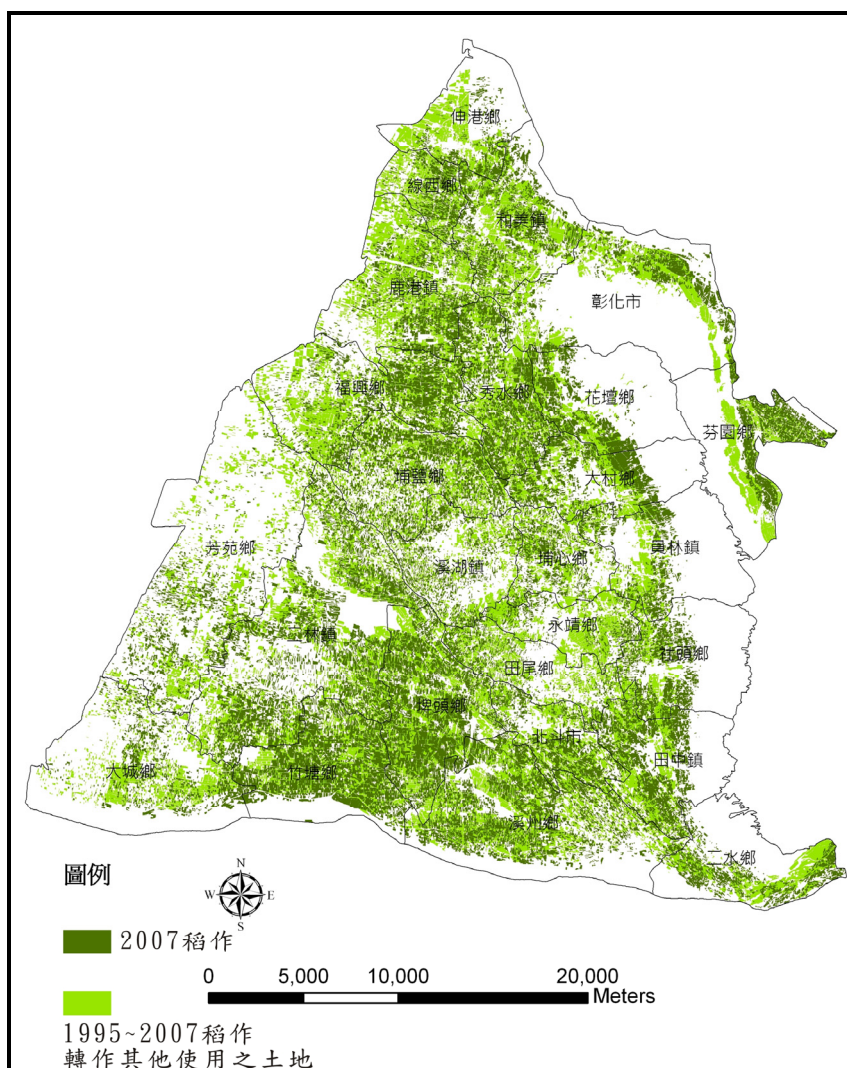 伸港鄉
線西鄉
和美鎮
鹿港鎮
彰化市
福興鄉
秀水鄉
花壇鄉
芬園鄉
埔鹽鄉
大村鄉
芳苑鄉
溪湖鎮
埔心鄉
員林鎮
二林鎮
永靖鄉
田尾鄉
社頭鄉
埤頭鄉
北斗市
田中鎮
大城鄉
竹塘鄉
溪州鄉
二水鄉
圖例
N
W
E
S
2007稻作
0
5,000
10,000
20,000
Meters
1995~2007稻作
轉作其他使用之土地